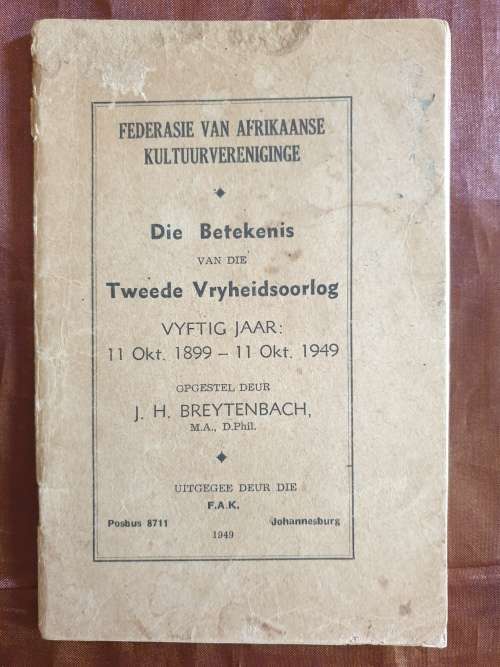 FEDERASIE VAN AFRIKAANSE
KULTUURVERENIGINGE
Die Betekenis
VAN DIE
Tweede Vryheidsoorlog
VYFTIG JAAR:
11 Okt. 1899 – 11 Okt. 1949
OPGESTEL DEUR
J. H. BREYTENBACH,
M.A., D.Phil.
UITGEGEE DEUR DIE
F.A.K.
Posbus 8711 Johannesburg
1949